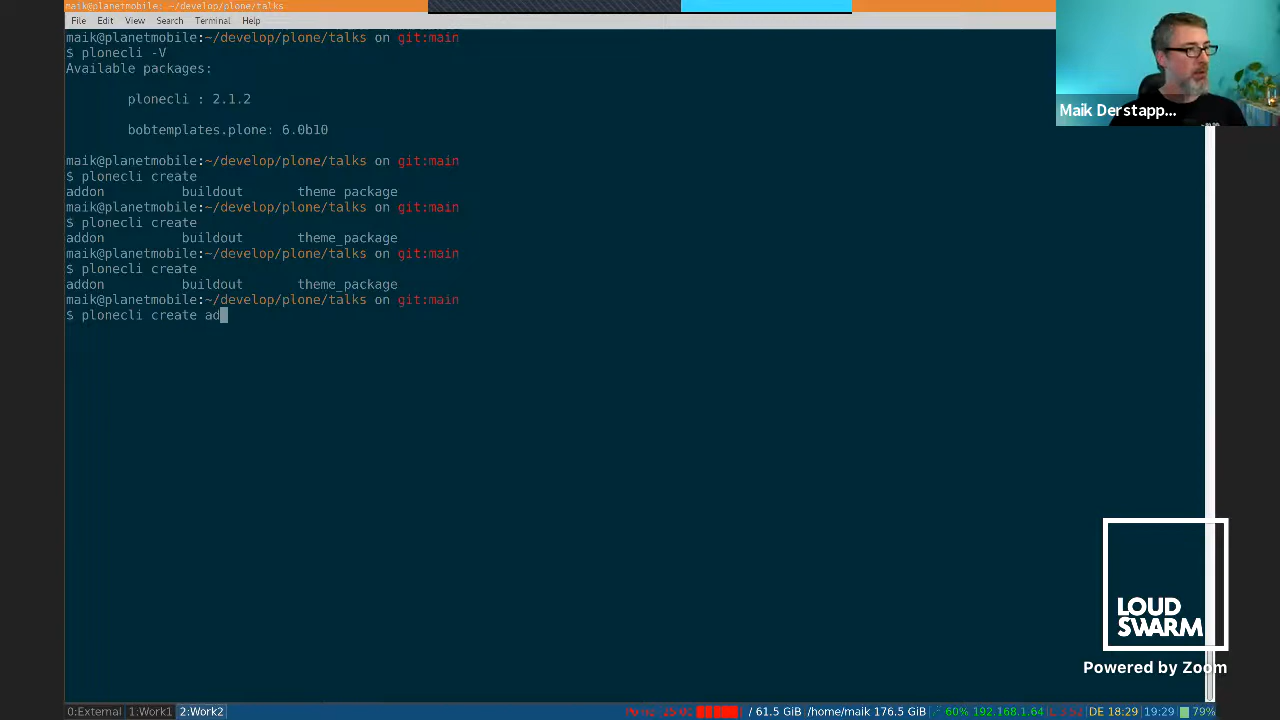 maik@planetmobile: ~/develop/plone/talks
File Edit View Search Terminal Help
maik@planetmobile:~/develop/plone/talks on git:main
$ plonecli -V
Available packages:
plonecli : 2.1.2
bobtemplates.plone: 6.0b10
maik@planetmobile:~/develop/plone/talks on git:main
$ plonecli create
addon buildout theme_package
maik@planetmobile:~/develop/plone/talks on git:main
$ plonecli create
addon buildout theme_package
maik@planetmobile:~/develop/plone/talks on git:main
$ plonecli create
addon buildout theme_package
maik@planetmobile:~/develop/plone/talks on git:main
$ plonecli create ad
Maik Derstapp...
LOUD
SWARM
Powered by Zoom
0:External 1:Work1 2:Work2
/ 61.5 GiB /home/maik 176.5 GiB 60% 192.168.1.64 DE 18:29 19:29 79%